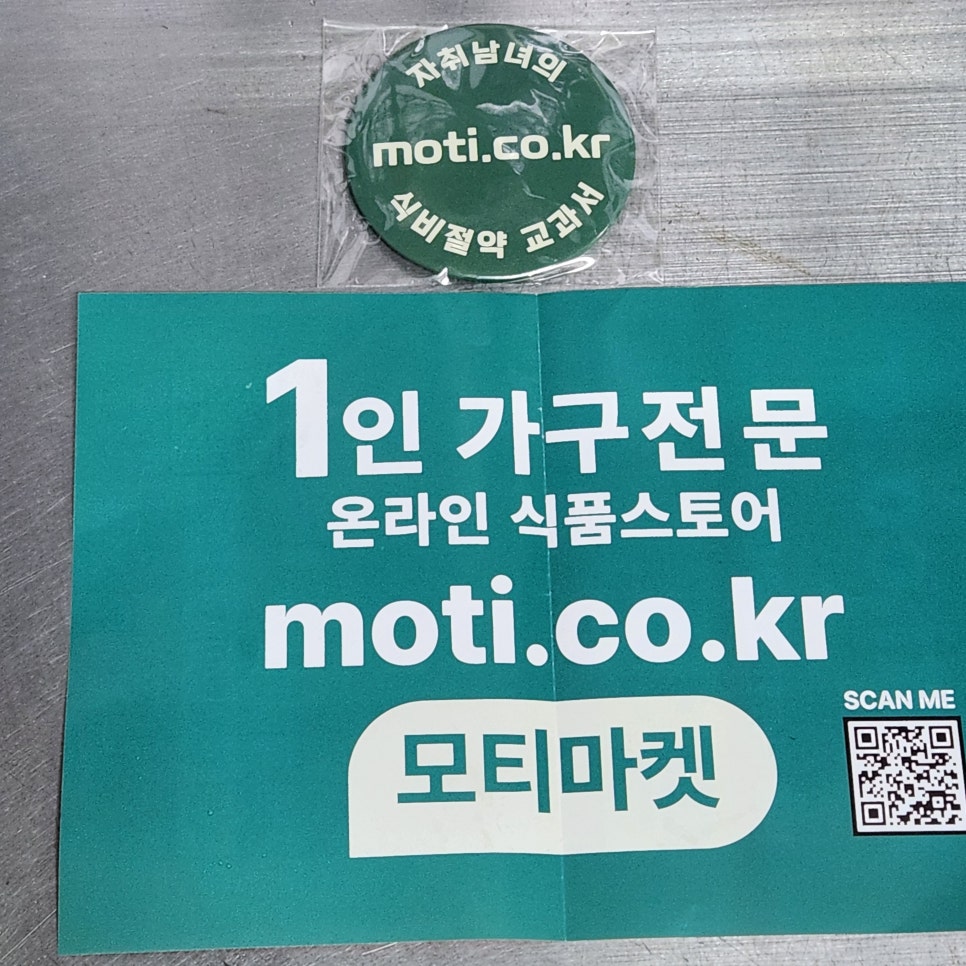 자취남녀의
moti.co.kr
식비절약 교과서
1인 가구전문
온라인 식품스토어
moti.co.kr
모티마켓
SCAN ME